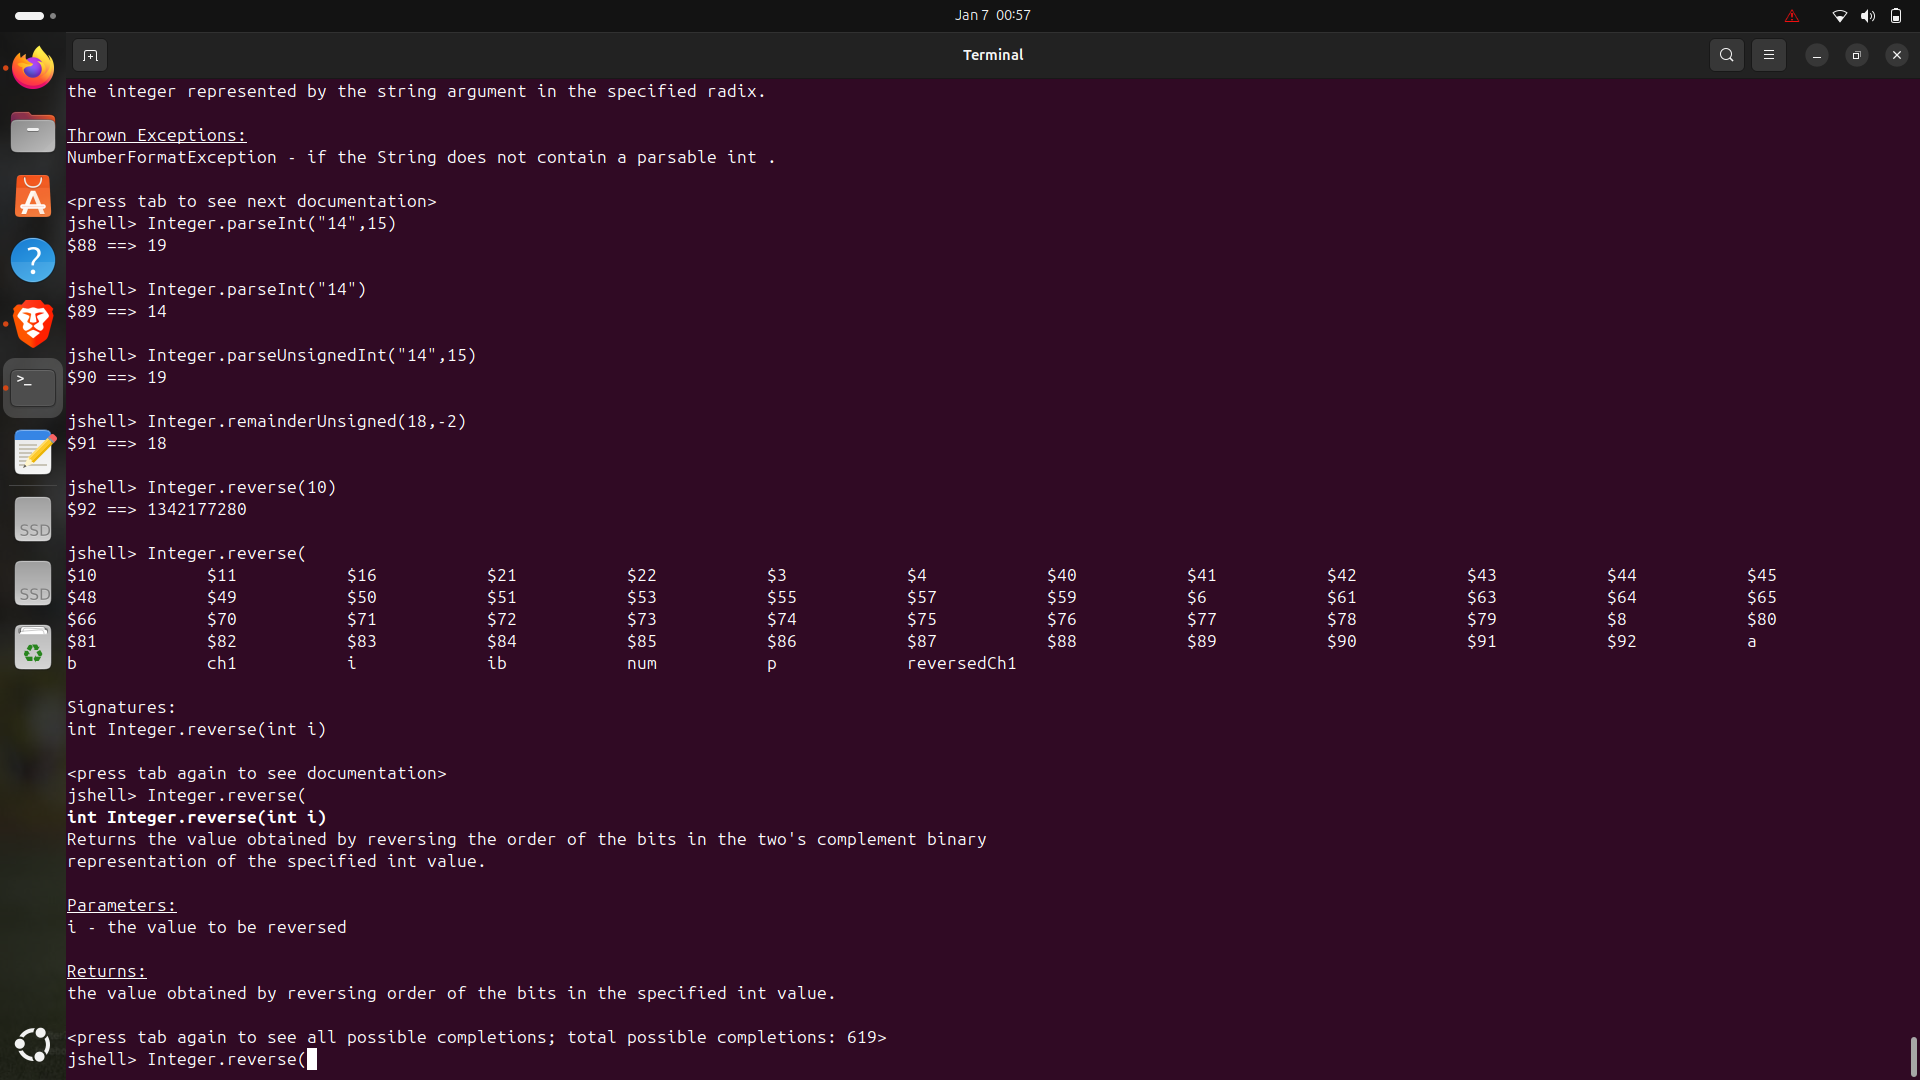 Jan 7  00:57
Terminal
the integer represented by the string argument in the specified radix.
Thrown Exceptions:
NumberFormatException - if the String does not contain a parsable int .
<press tab to see next documentation>
jshell> Integer.parseInt("14",15)
$88 ==> 19
jshell> Integer.parseInt("14")
$89 ==> 14
jshell> Integer.parseUnsignedInt("14",15)
$90 ==> 19
jshell> Integer.remainderUnsigned(18,-2)
$91 ==> 18
jshell> Integer.reverse(10)
$92 ==> 1342177280
jshell> Integer.reverse(
$10 $11 $16 $21 $22 $3 $4 $40 $41 $42 $43 $44 $45
$48 $49 $50 $51 $53 $55 $57 $59 $6 $61 $63 $64 $65
$66 $70 $71 $72 $73 $74 $75 $76 $77 $78 $79 $8 $80
$81 $82 $83 $84 $85 $86 $87 $88 $89 $90 $91 $92 a
b ch1 i ib num p reversedCh1
Signatures:
int Integer.reverse(int i)
<press tab again to see documentation>
jshell> Integer.reverse(
int Integer.reverse(int i)
Returns the value obtained by reversing the order of the bits in the two's complement binary
representation of the specified int value.
Parameters:
i - the value to be reversed
Returns:
the value obtained by reversing order of the bits in the specified int value.
<press tab again to see all possible completions; total possible completions: 619>
jshell> Integer.reverse(
SSD
SSD